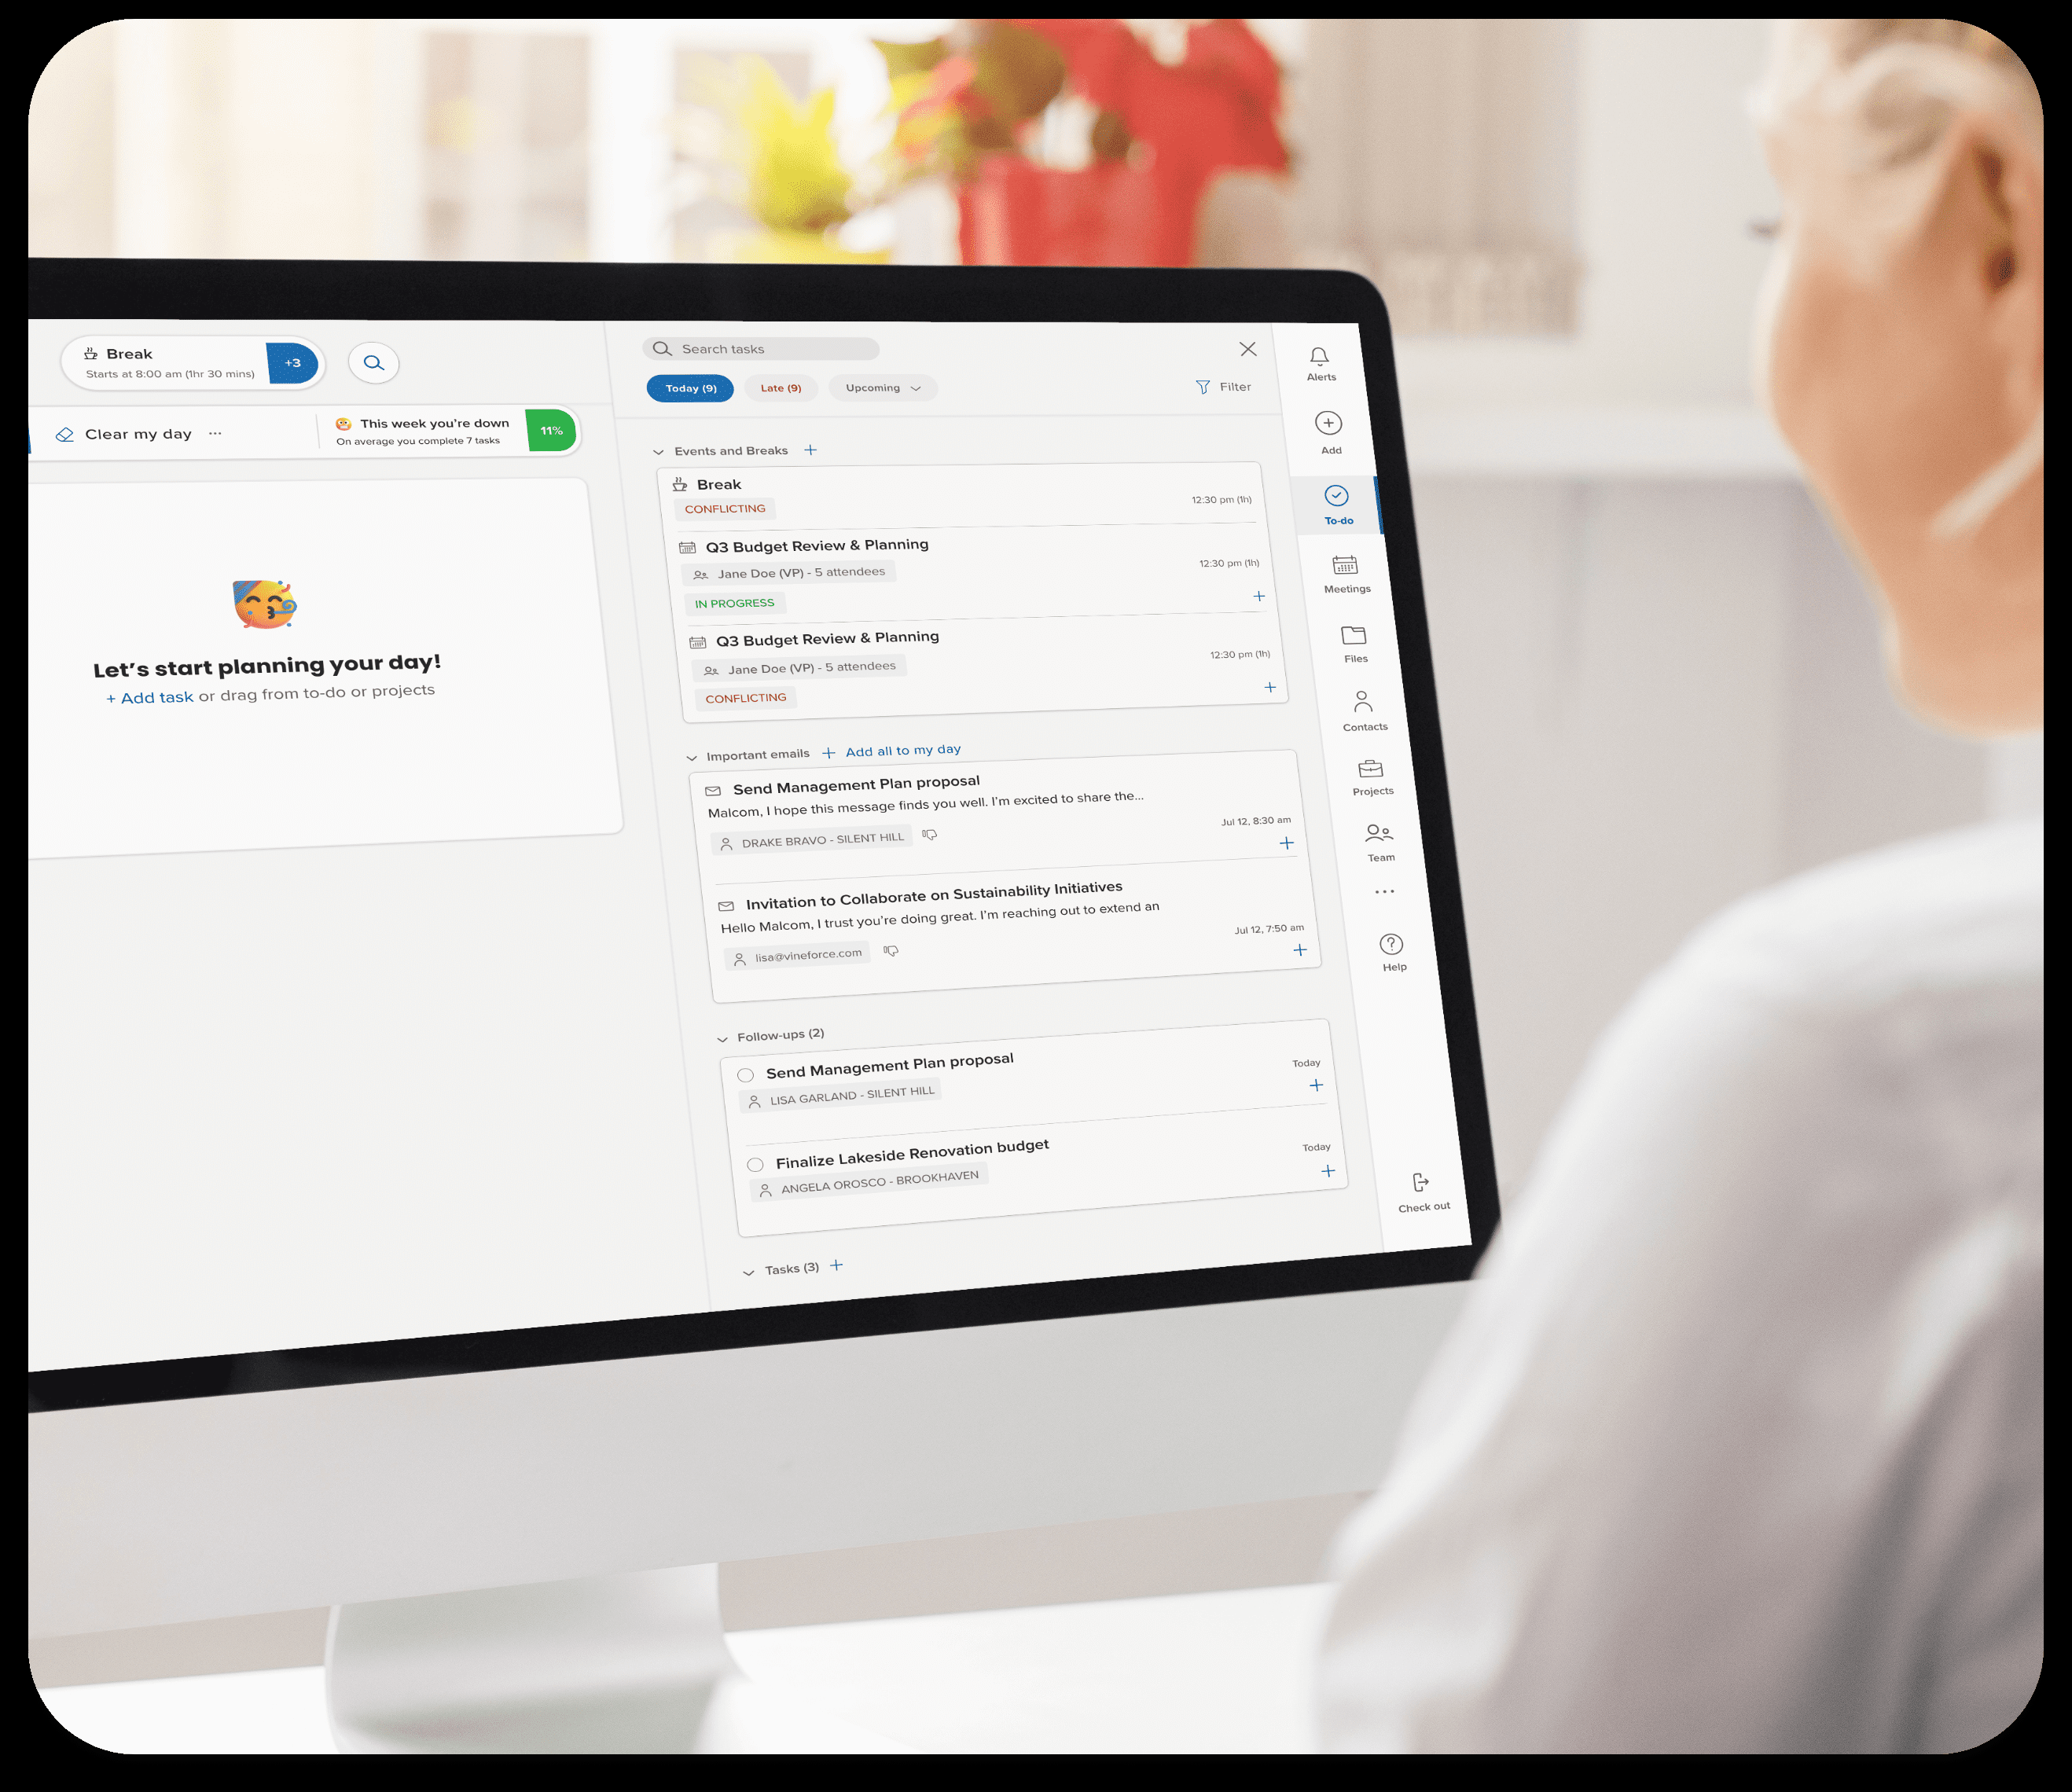 Break
Starts at 8:00 am (1hr 30 mins)
+3
Clear my day ...
This week you're down
On average you complete 7 tasks
11%
Let's start planning your day!
+ Add task or drag from to-do or projects
Search tasks
Today (9)
Late (9)
Upcoming
Filter
Events and Breaks +
Break
CONFLICTING
12:30 pm (1h)
Q3 Budget Review & Planning
Jane Doe (VP) - 5 attendees
12:30 pm (1h)
IN PROGRESS
+
Q3 Budget Review & Planning
Jane Doe (VP) - 5 attendees
12:30 pm (1h)
CONFLICTING
+
Important emails + Add all to my day
Send Management Plan proposal
Malcom, I hope this message finds you well. I'm excited to share the...
DRAKE BRAVO - SILENT HILL
Jul 12, 8:30 am
+
Invitation to Collaborate on Sustainability Initiatives
Hello Malcom, I trust you're doing great. I'm reaching out to extend an
lisa@vineforce.com
Jul 12, 7:50 am
+
Follow-ups (2)
Send Management Plan proposal
LISA GARLAND - SILENT HILL
Today
+
Finalize Lakeside Renovation budget
ANGELA OROSCO - BROOKHAVEN
Today
+
Tasks (3) +
Alerts
Add
To-do
Meetings
Files
Contacts
Projects
Team
...
Help
Check out